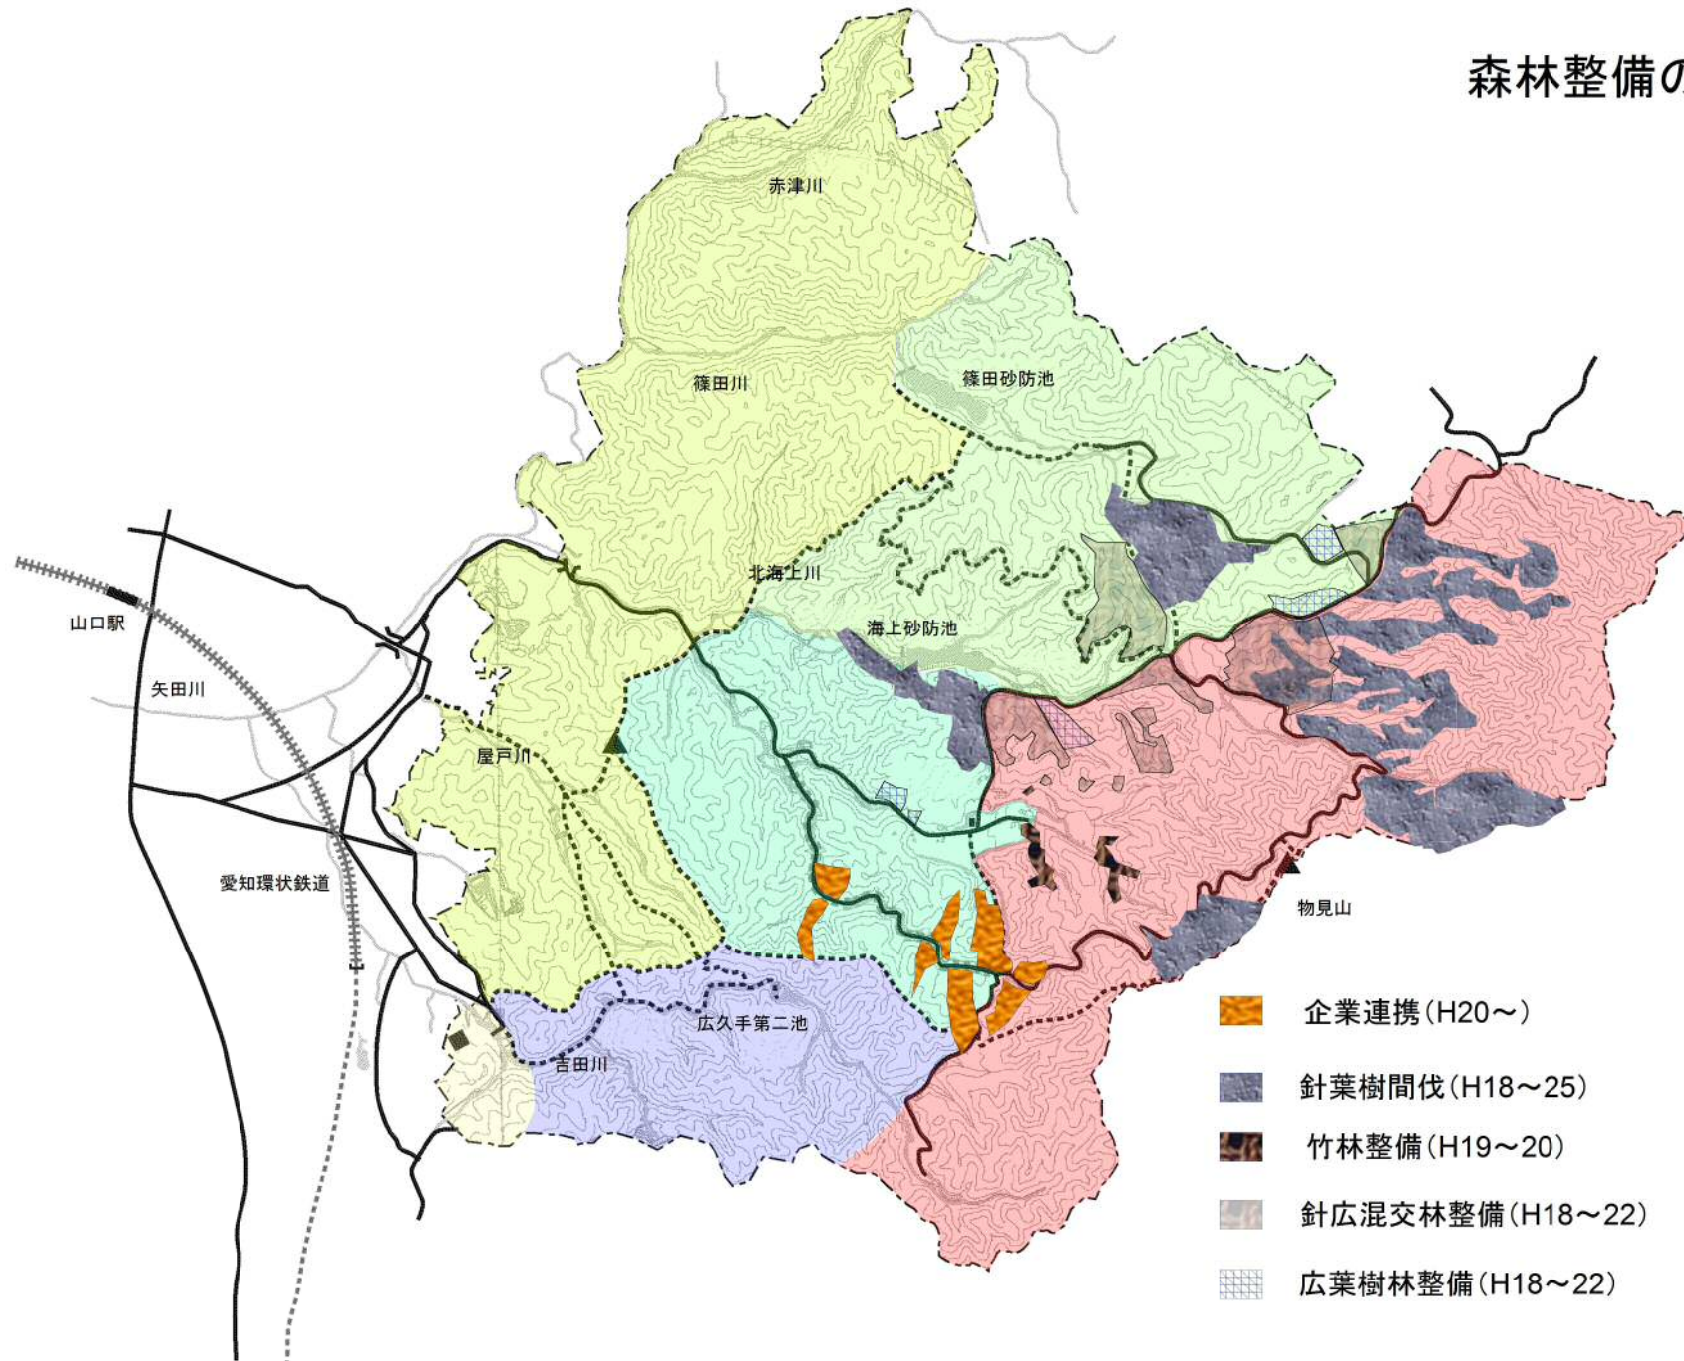 森林整備の
赤津川
篠田川
篠田砂防池
北海上川
山口駅
海上砂防池
矢田川
屋戸川
愛知環状鉄道
物見山
広久手第二池
吉田川
企業連携(H20～)
針葉樹間伐(H18～25)
竹林整備(H19～20)
針広混交林整備(H18～22)
広葉樹林整備(H18～22)